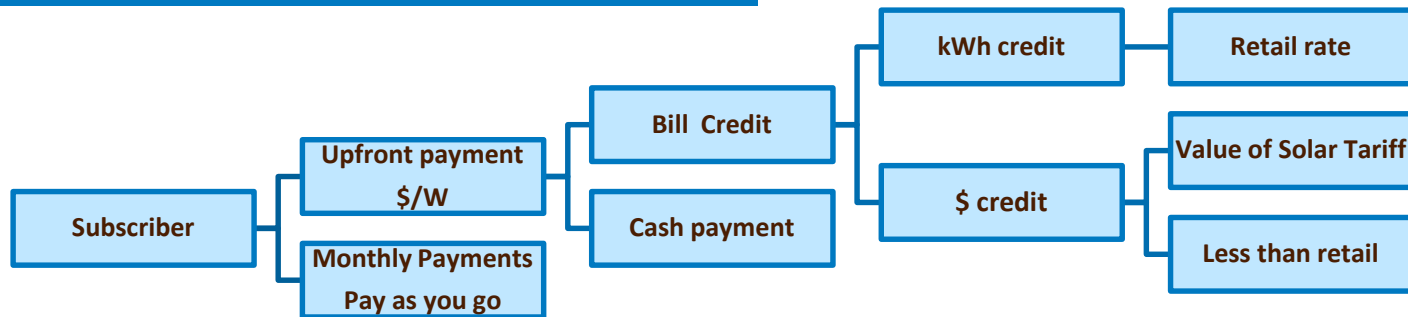 Subscriber
Upfront payment
$/W
Monthly Payments
Pay as you go
Bill  Credit
Cash payment
kWh credit
$ credit
Retail rate
Value of Solar Tariff
Less than retail